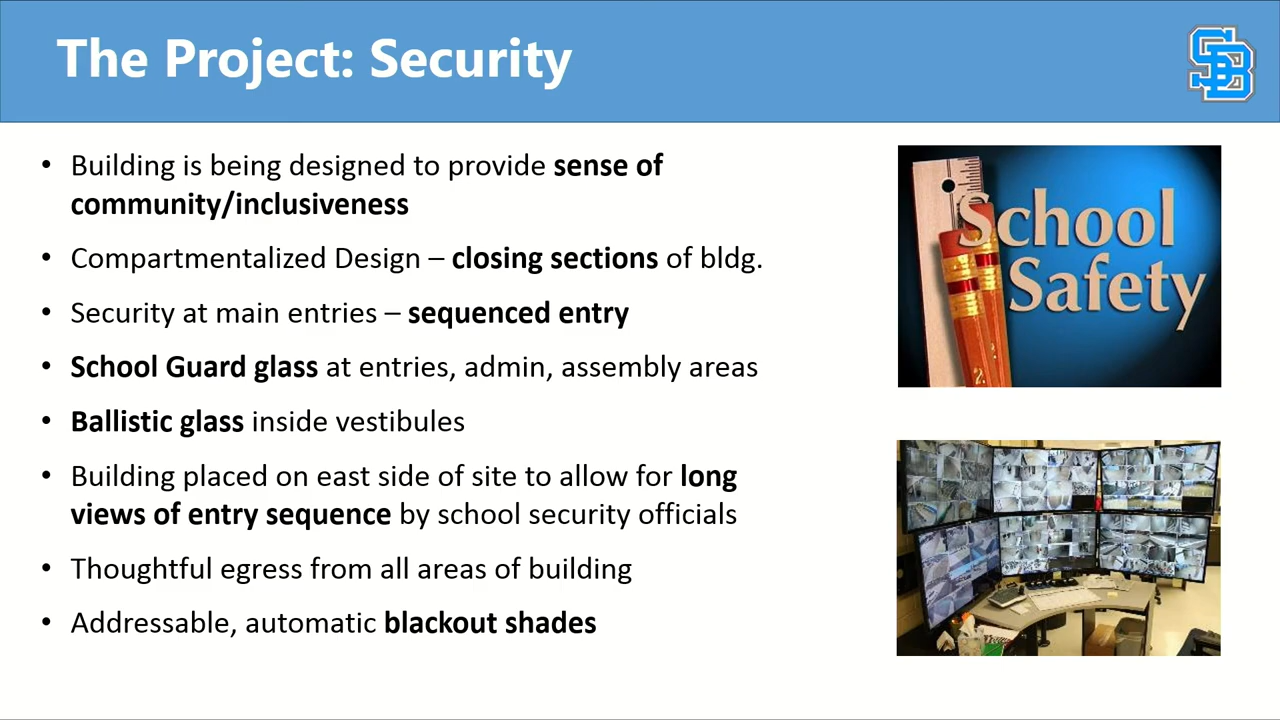 The Project: Security
SEB
• Building is being designed to provide sense of
community/inclusiveness
• Compartmentalized Design – closing sections of bldg.
• Security at main entries – sequenced entry
• School Guard glass at entries, admin, assembly areas
• Ballistic glass inside vestibules
• Building placed on east side of site to allow for long
views of entry sequence by school security officials
• Thoughtful egress from all areas of building
• Addressable, automatic blackout shades
School
Safety
2